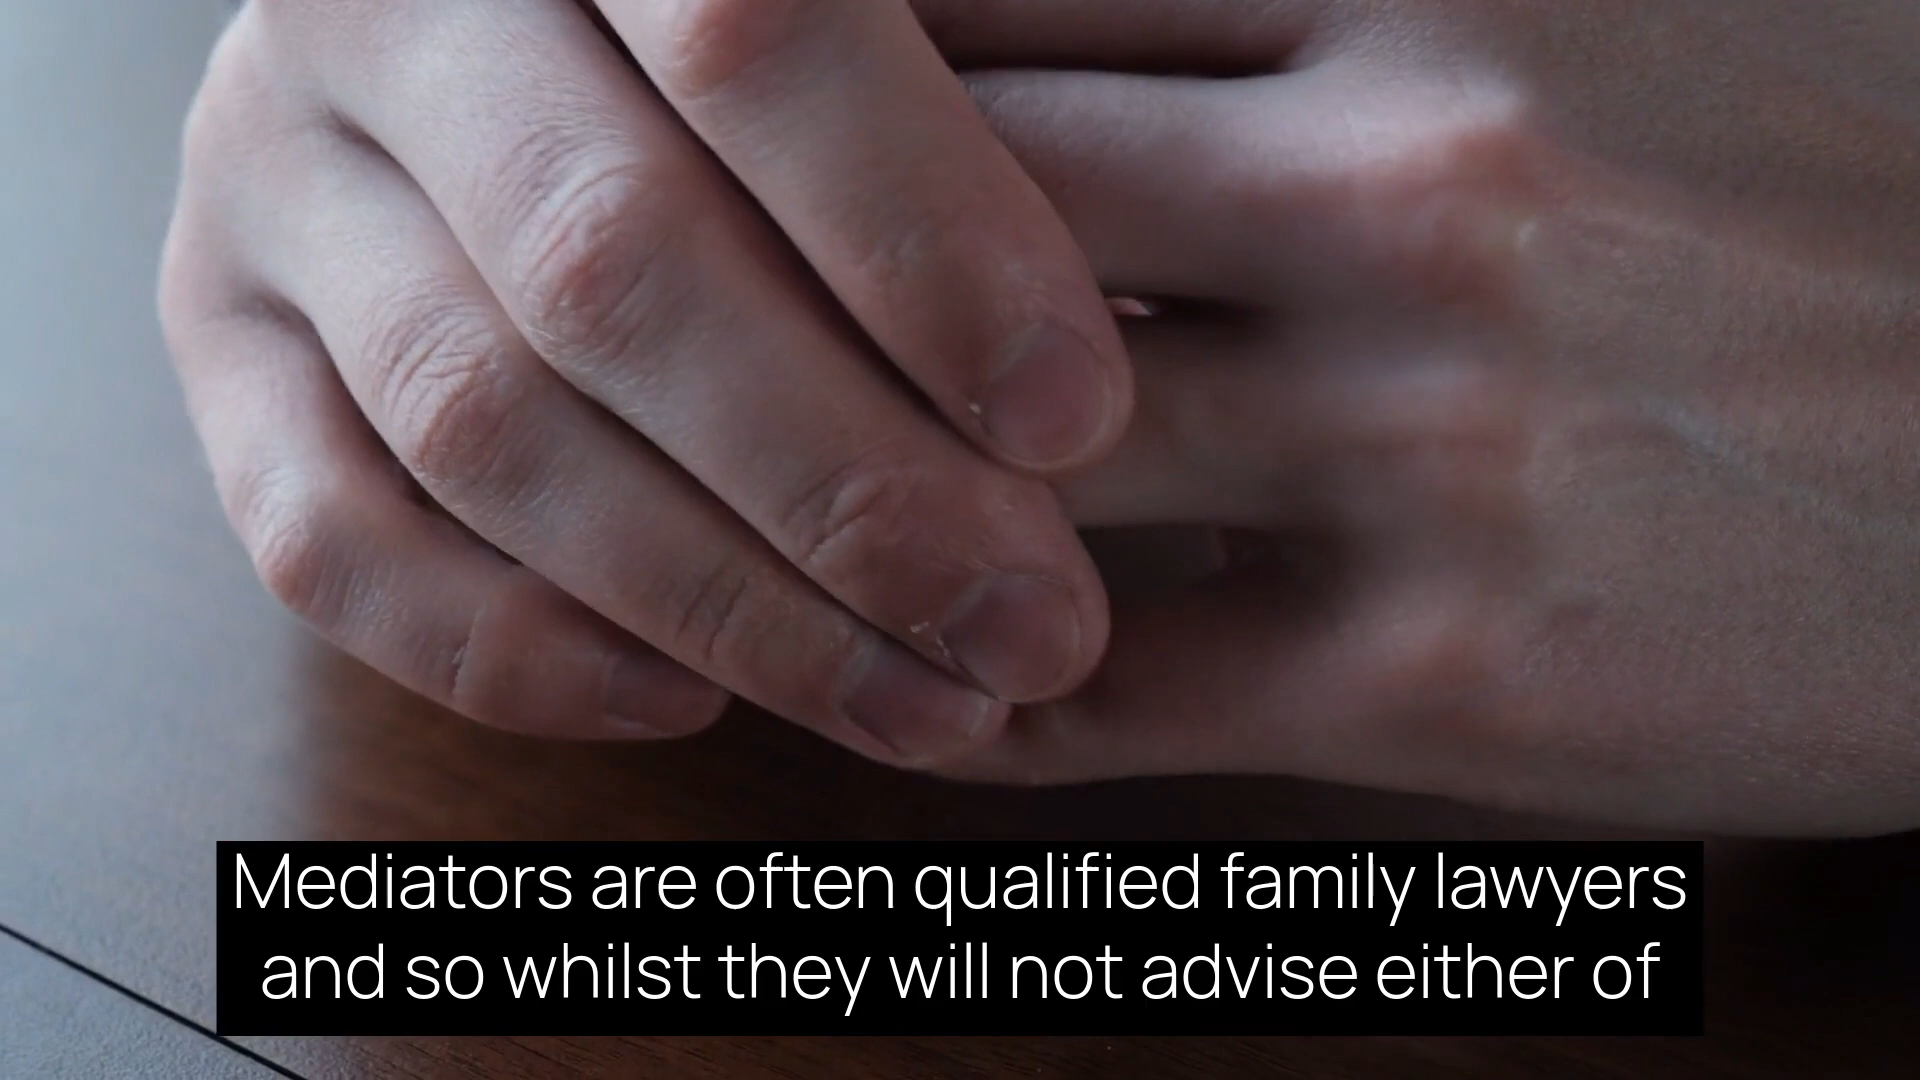 Mediators are often qualified family lawyers
and so whilst they will not advise either of